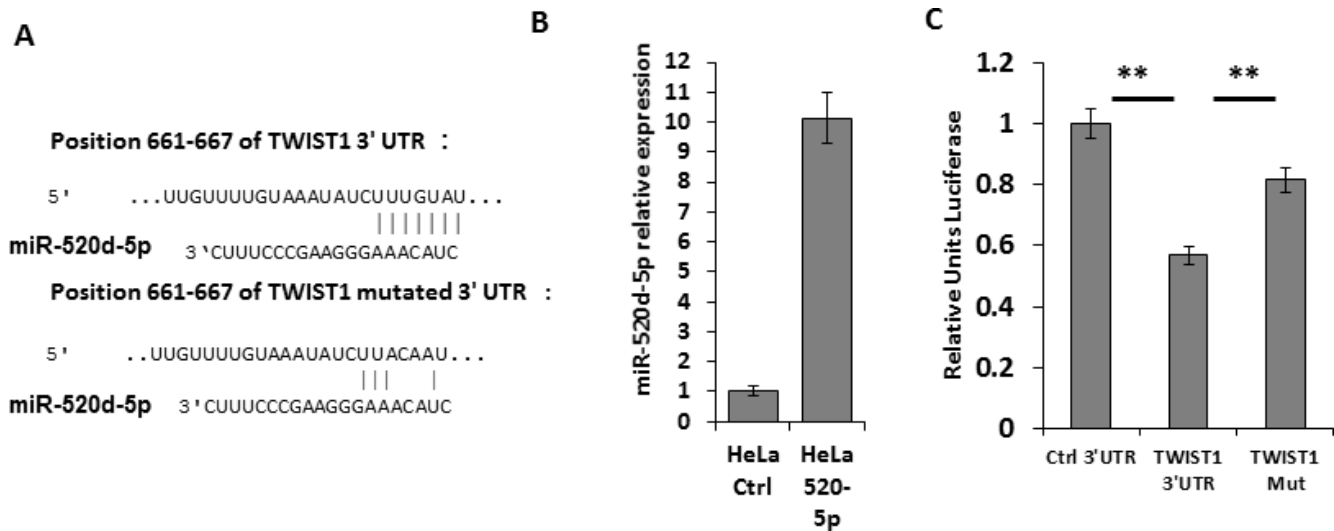 A
Position 661-667 of TWIST1 3' UTR :
5' ...UUGUUUUGUAAAUAUCUUUGUAU...
|||||||
miR-520d-5p 3‘CUUUCCCGAAGGGAAACAUC
Position 661-667 of TWIST1 mutated 3' UTR :
5' ..UUGUUUUGUAAAUAUCUUACAAU...
||| |
miR-520d-5p 3'CUUUCCCGAAGGGAAACAUC
B
miR-520d-5p relative expression
12
11
10
9
8
7
6
5
4
3
2
1
0
HeLa
Ctrl
HeLa
520-
5p
C
Relative Units Luciferase
1.2
1
0.8
0.6
0.4
0.2
0
**
**
Ctrl 3'UTR
TWIST1
3'UTR
TWIST1
Mut